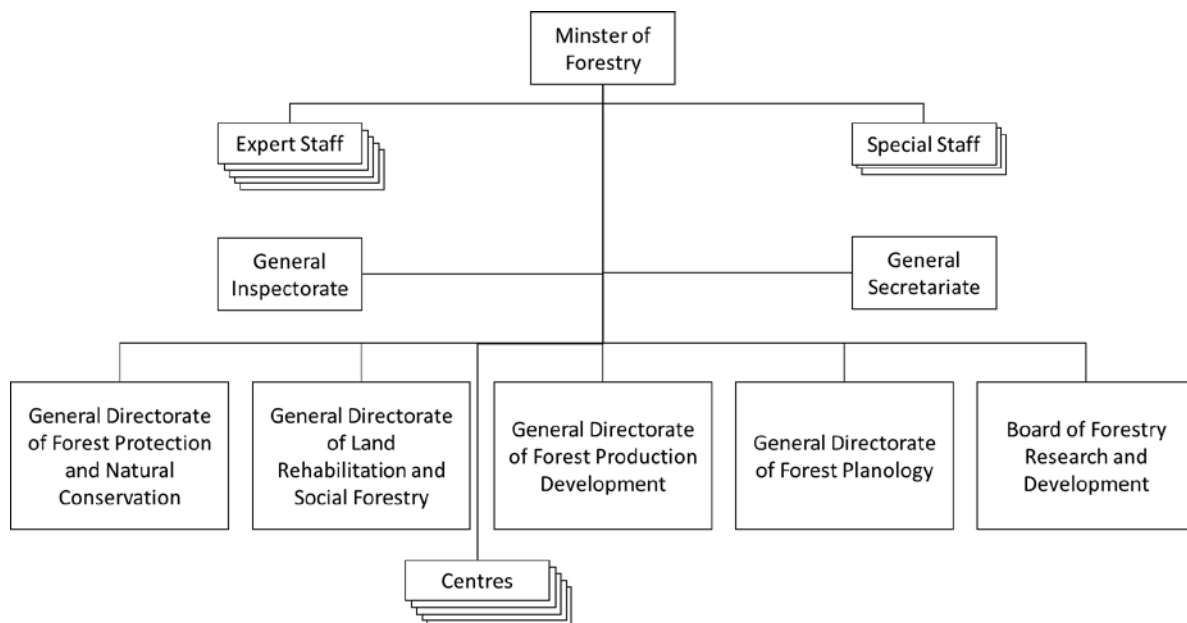 Minster of
Forestry
Expert Staff
Special Staff
General
Inspectorate
General
Secretariate
General Directorate
of Forest Protection
and Natural
Conservation
General Directorate
of Land
Rehabilitation and
Social Forestry
General Directorate
of Forest Production
Development
General Directorate
of Forest Planology
Board of Forestry
Research and
Development
Centres